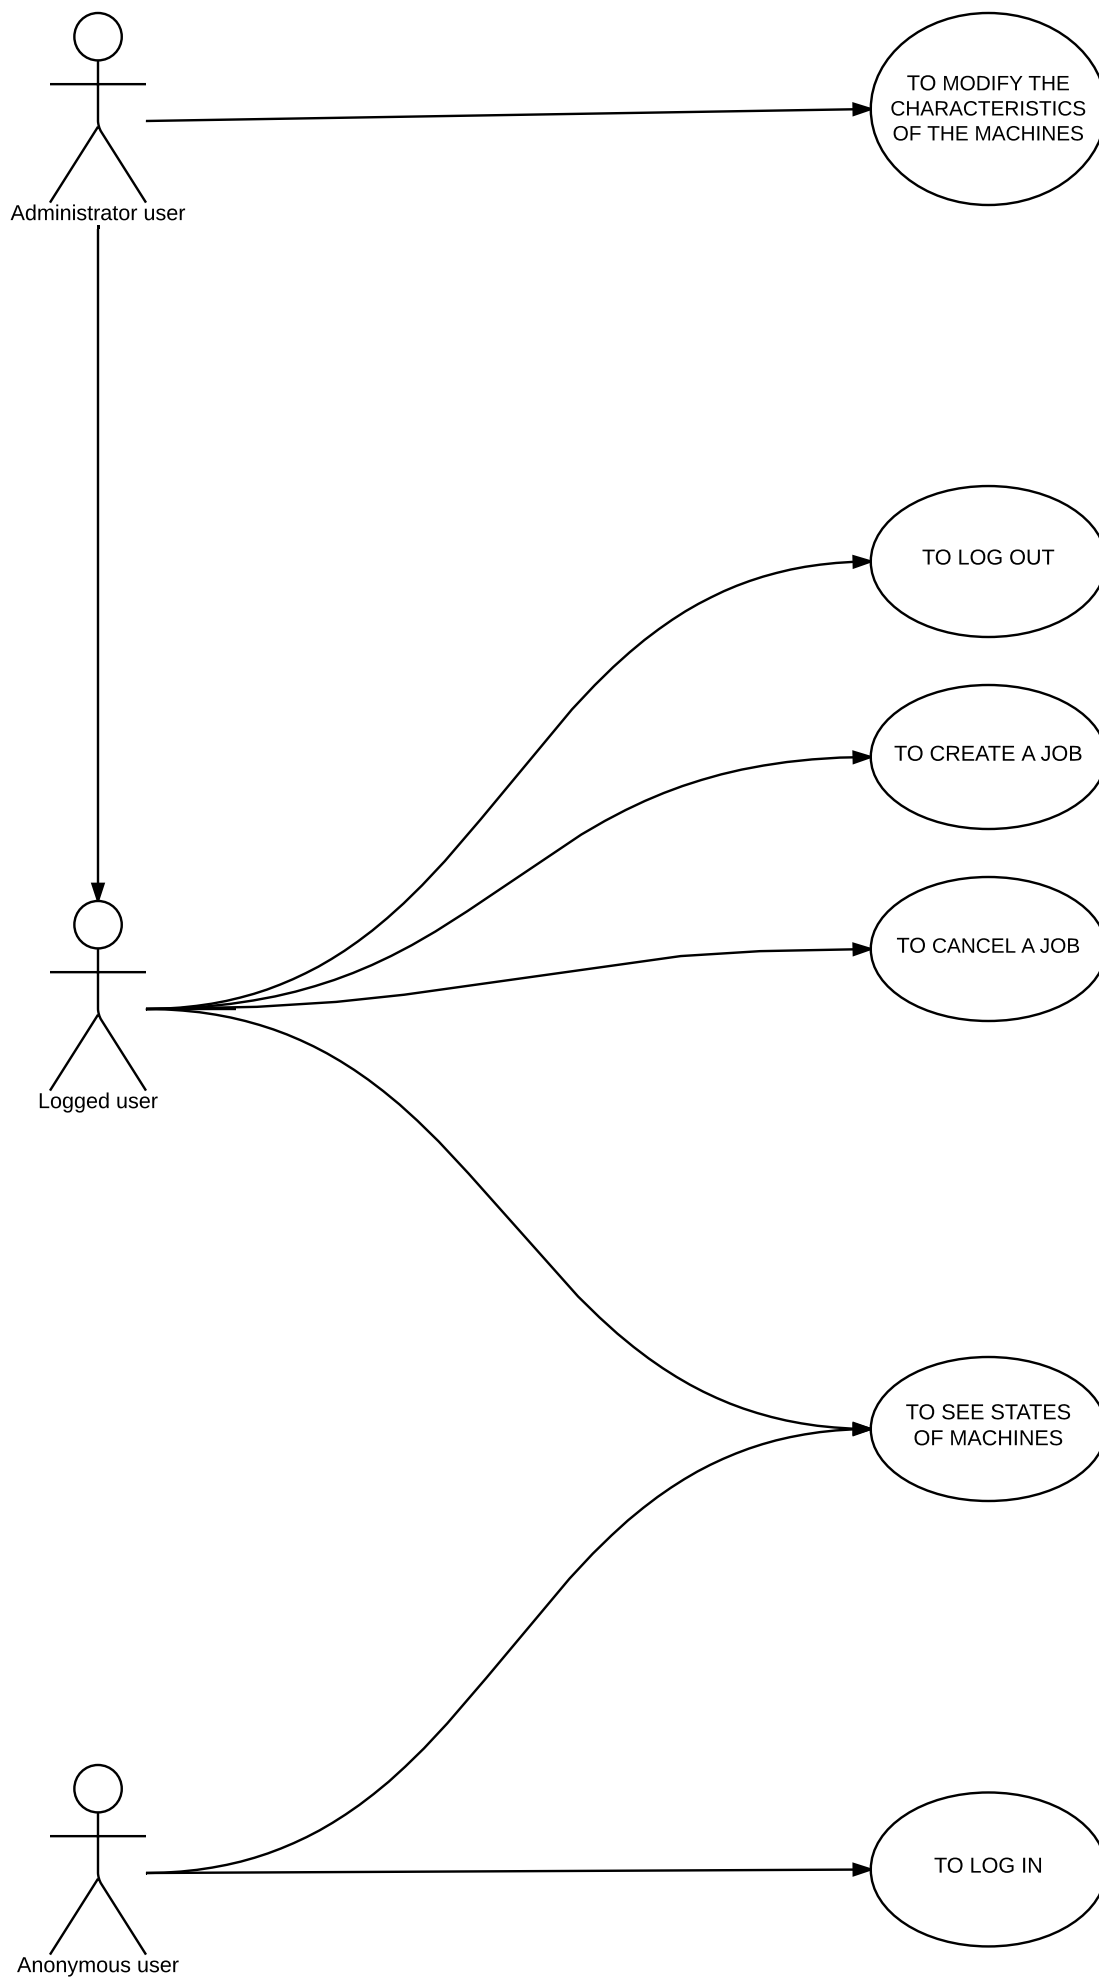 TO MODIFY THE
CHARACTERISTICS
OF THE MACHINES
Administrator user
TO LOG OUT
TO CREATE A JOB
TO CANCEL A JOB
Logged user
TO SEE STATES
OF MACHINES
TO LOG IN
Anonymous user